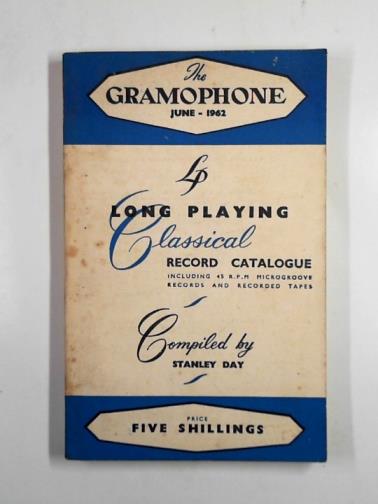 The
GRAMOPHONE
JUNE - 1962
LP
LONG PLAYING
Classical
RECORD CATALOGUE
INCLUDING 45 R.P.M MICROGROOVE
RECORDS AND RECORDED TAPES
Compiled by
STANLEY DAY
PRICE
FIVE SHILLINGS